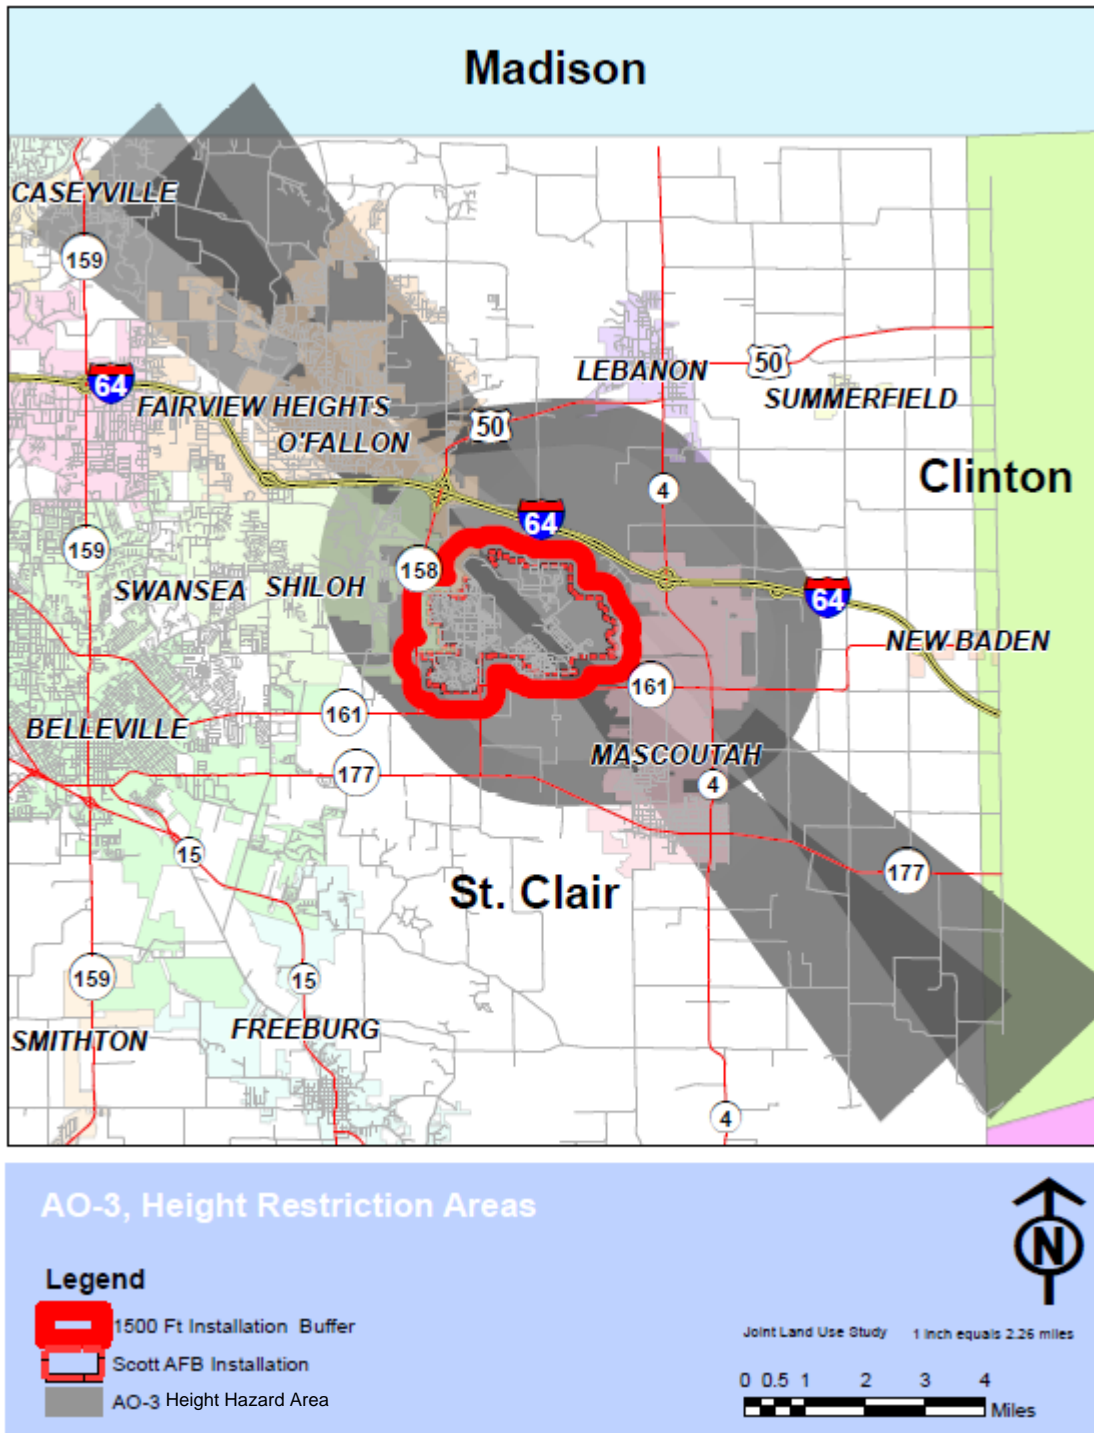 Madison
CASEYVILLE
159
50
LEBANON
64
SUMMERFIELD
FAIRVIEW HEIGHTS
50
O'FALLON
Clinton
4
64
159
158
SWANSEA
SHILOH
64
NEW BADEN
161
161
BELLEVILLE
MASCOUTAH
177
4
15
177
St. Clair
159
15
FREEBURG
SMITHTON
4
AO-3, Height Restriction Areas
N
Legend
1500 Ft Installation Buffer
Joint Land Use Study 1 inch equals 2.26 miles
Scott AFB Installation
0 0.5 1 2 3 4
AO-3 Height Hazard Area
Miles